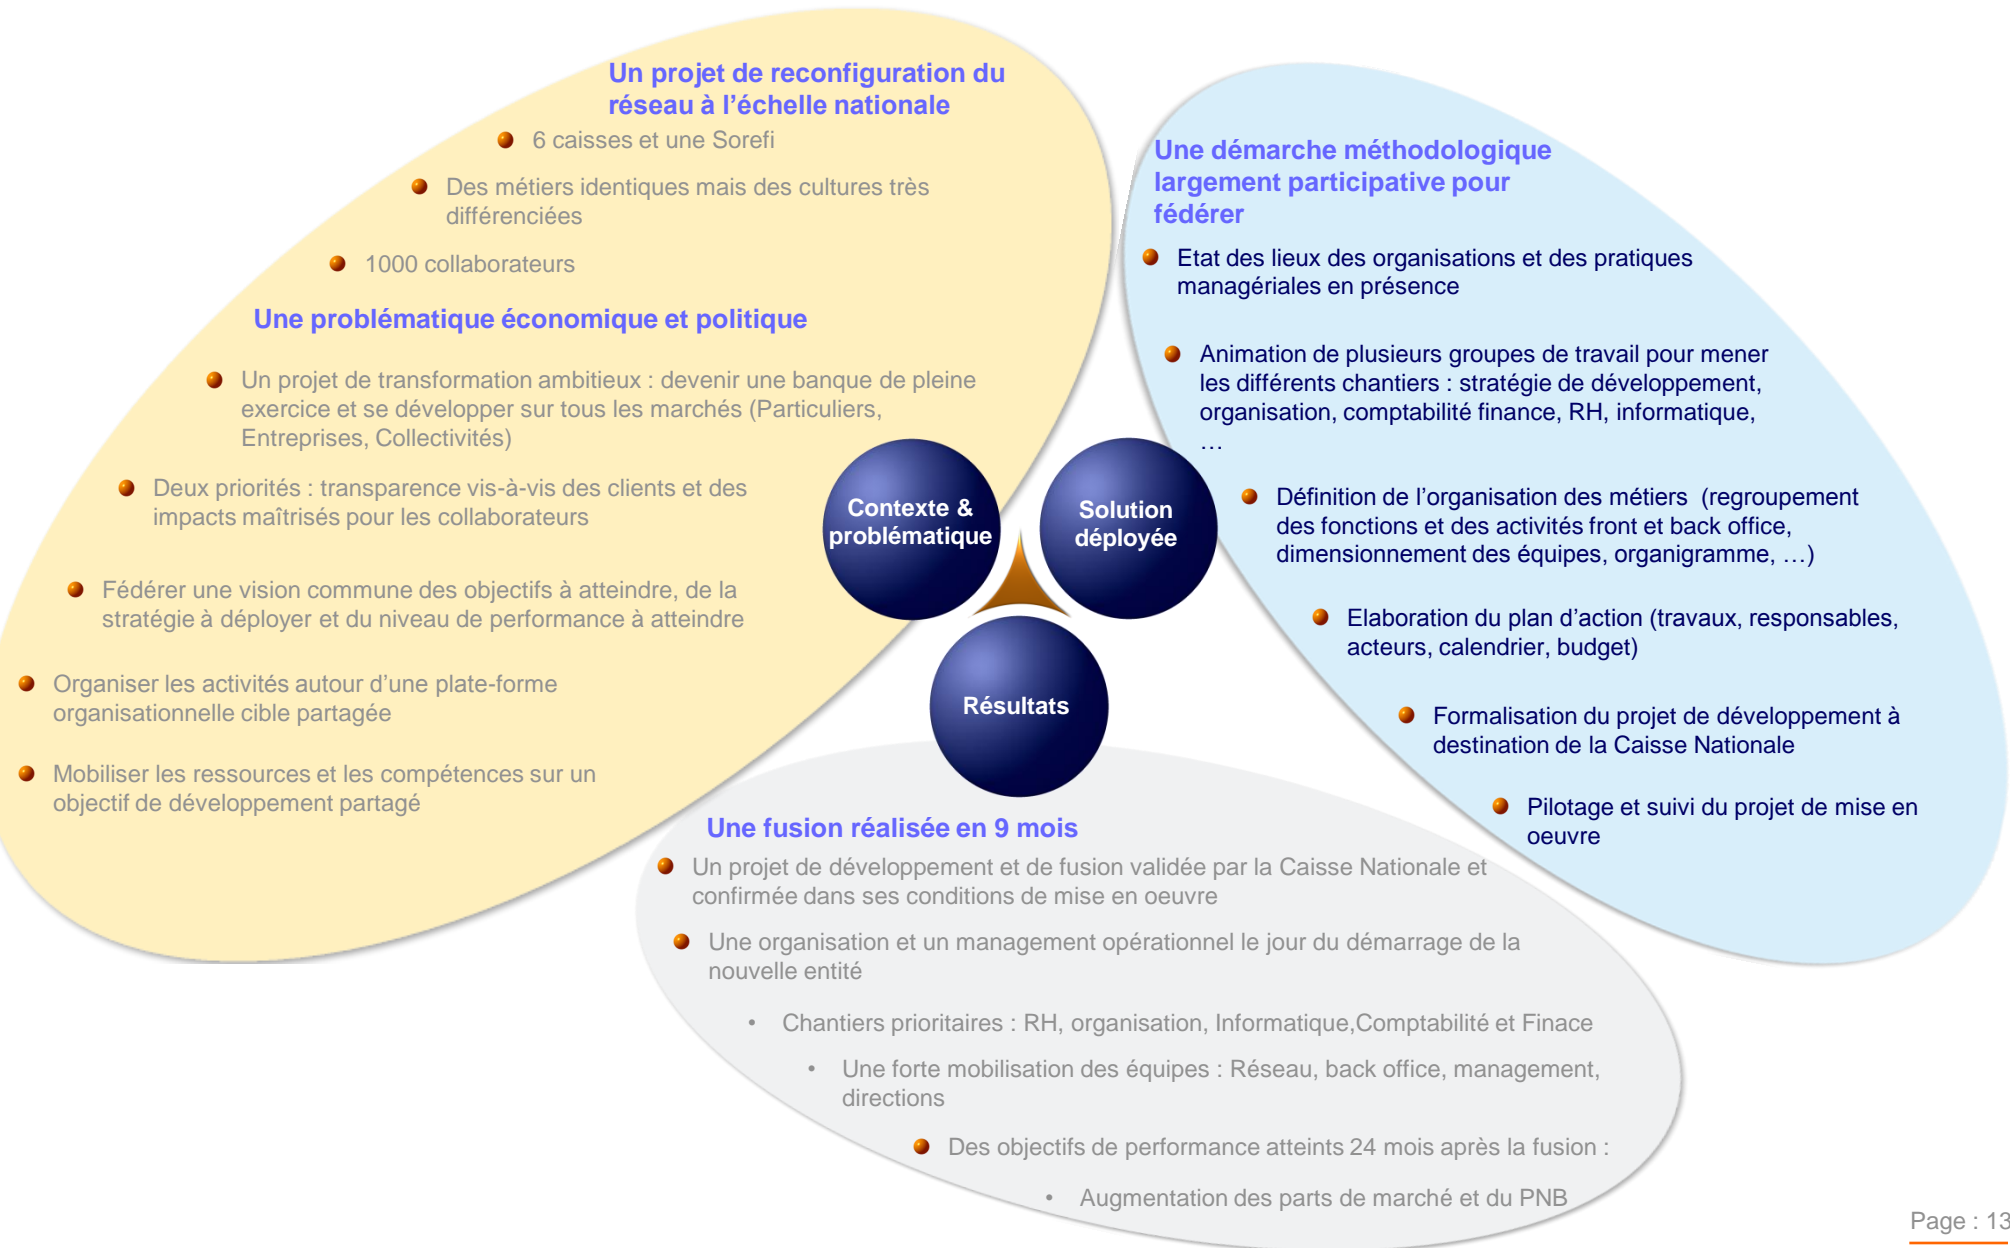 Un projet de reconfiguration du
réseau à l’échelle nationale
6 caisses et une Sorefi
Des métiers identiques mais des cultures très
différenciées
1000 collaborateurs
Une problématique économique et politique
Un projet de transformation ambitieux : devenir une banque de pleine
exercice et se développer sur tous les marchés (Particuliers,
Entreprises, Collectivités)
Deux priorités : transparence vis-à-vis des clients et des
impacts maîtrisés pour les collaborateurs
Fédérer une vision commune des objectifs à atteindre, de la
stratégie à déployer et du niveau de performance à atteindre
Organiser les activités autour d’une plate-forme
organisationnelle cible partagée
Mobiliser les ressources et les compétences sur un
objectif de développement partagé
Contexte &
problématique
Solution
déployée
Résultats
Une démarche méthodologique
largement participative pour
fédérer
Etat des lieux des organisations et des pratiques
managériales en présence
Animation de plusieurs groupes de travail pour mener
les différents chantiers : stratégie de développement,
organisation, comptabilité finance, RH, informatique,
…
Définition de l’organisation des métiers (regroupement
des fonctions et des activités front et back office,
dimensionnement des équipes, organigramme, …)
Elaboration du plan d’action (travaux, responsables,
acteurs, calendrier, budget)
Formalisation du projet de développement à
destination de la Caisse Nationale
Pilotage et suivi du projet de mise en
oeuvre
Une fusion réalisée en 9 mois
Un projet de développement et de fusion validée par la Caisse Nationale et
confirmée dans ses conditions de mise en oeuvre
Une organisation et un management opérationnel le jour du démarrage de la
nouvelle entité
• Chantiers prioritaires : RH, organisation, Informatique,Comptabilité et Finace
• Une forte mobilisation des équipes : Réseau, back office, management,
directions
Des objectifs de performance atteints 24 mois après la fusion :
• Augmentation des parts de marché et du PNB
Page : 13